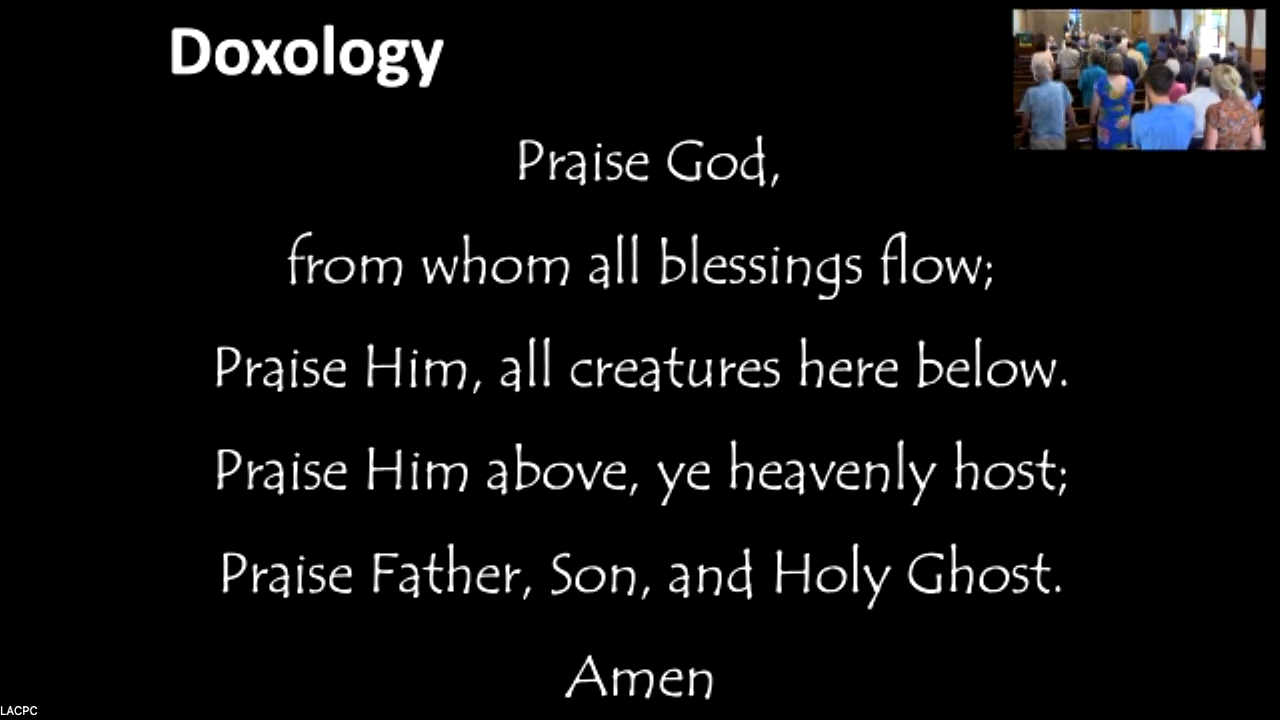 Doxology
Praise God,
from whom all blessings flow;
Praise Him, all creatures here below.
Praise Him above, ye heavenly host;
Praise Father, Son, and Holy Ghost.
Amen
LACPC